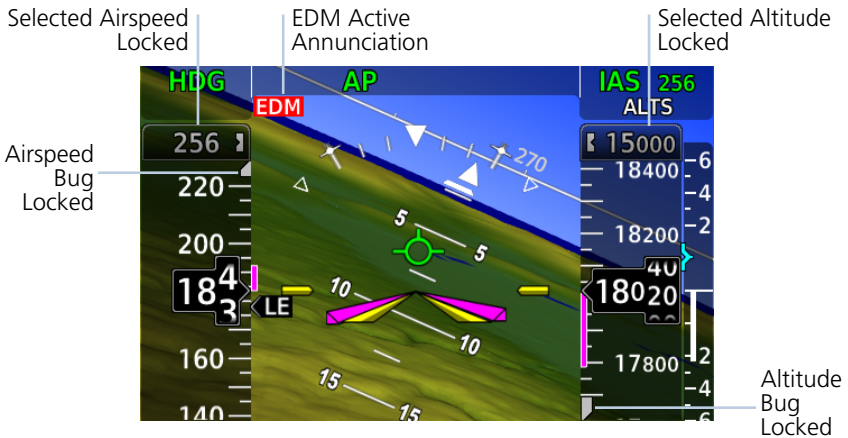 Selected Airspeed
Locked
EDM Active
Annunciation
Selected Altitude
Locked
HDG
AP
IAS 256
ALTS
EDM
256
15000
Airspeed
Bug
Locked
270
18400
6
4
2
220
200
5
5
18200
184
3
LE
10
10
40
18020
160
15
15
17800
2
4
6
140
Altitude
Bug
Locked